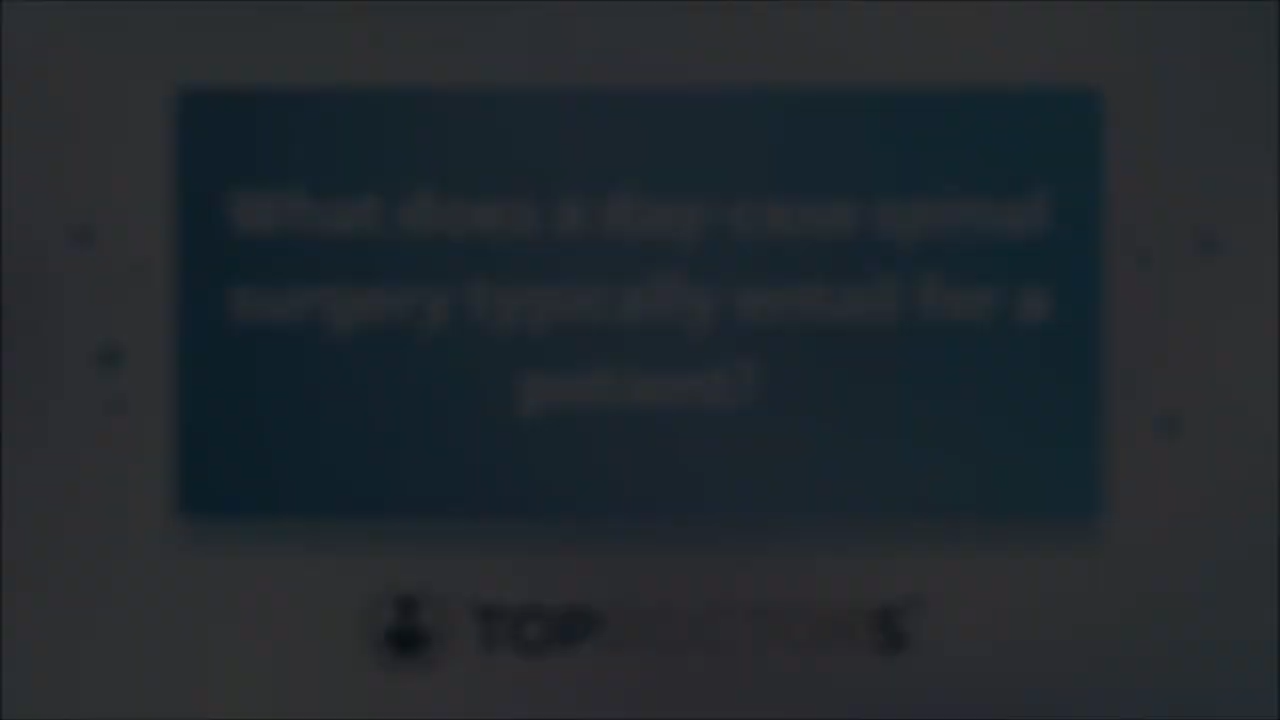 What does a day case spinal
surgery typically entail for a
patient?
TOP S